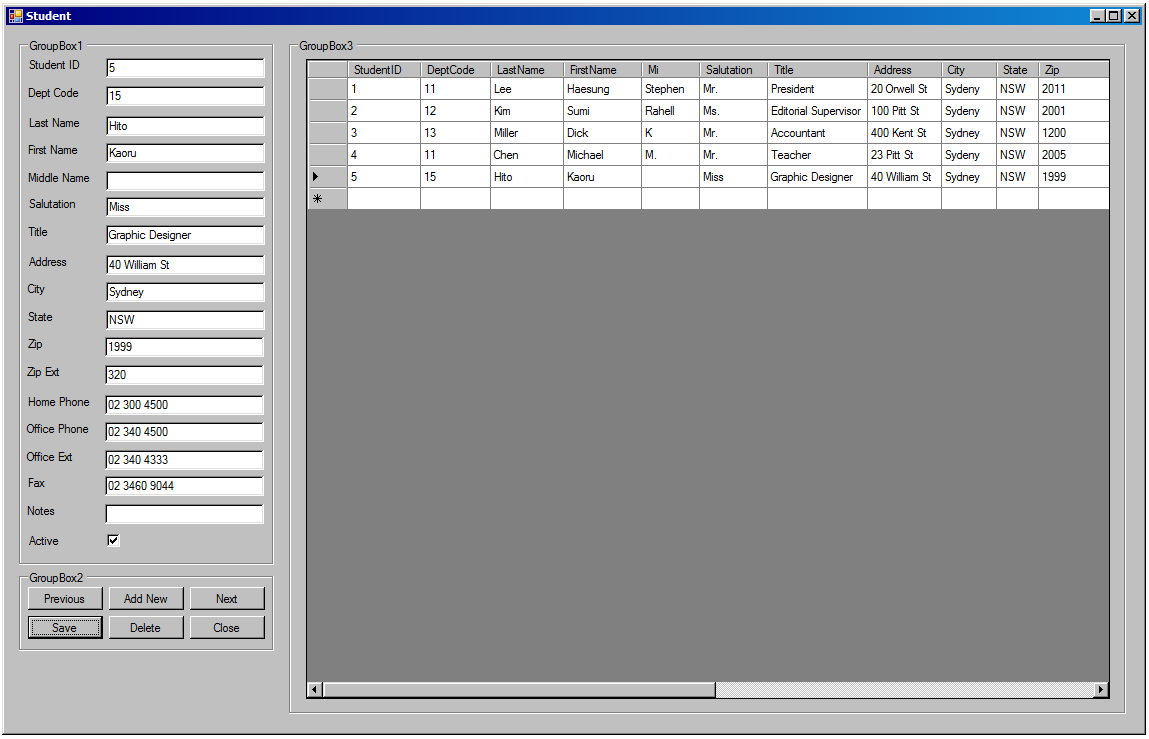 Student
GroupBox1
Student ID 5
Dept Code 15
Last Name Hito
First Name Kaoru
Middle Name
Salutation Miss
Title Graphic Designer
Address 40 William St
City Sydney
State NSW
Zip 1999
Zip Ext 320
Home Phone 02 300 4500
Office Phone 02 340 4500
Office Ext 02 340 4333
Fax 02 3460 9044
Notes
Active
GroupBox2
Previous Add New Next
Save Delete Close
GroupBox3
StudentID DeptCode LastName FirstName Mi Salutation Title Address City State Zip
1 11 Lee Haesung Stephen Mr. President 20 Orwell St Sydeny NSW 2011
2 12 Kim Sumi Rahell Ms. Editorial Supervisor 100 Pitt St Sydeny NSW 2001
3 13 Miller Dick K Mr. Accountant 400 Kent St Sydney NSW 1200
4 11 Chen Michael M. Mr. Teacher 23 Pitt St Sydeny NSW 2005
5 15 Hito Kaoru Miss Graphic Designer 40 William St Sydney NSW 1999